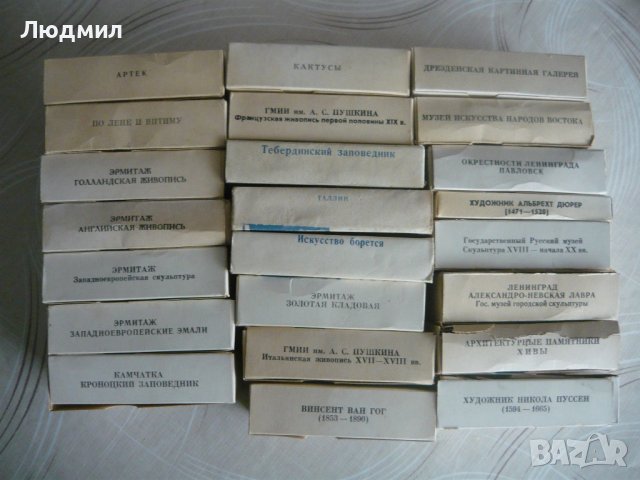 Людмил
АРТЕК
ПО ЛЕНЕ И ВИТИМУ
ЭРМИТАЖ
ГОЛЛАНДСКАЯ ЖИВОПИСЬ
ЭРМИТАЖ
АНГЛИЙСКАЯ ЖИВОПИСЬ
ЭРМИТАЖ
Западноевропейская скульптура
ЭРМИТАЖ
ЗАПАДНОЕВРОПЕЙСКИЕ ЭМАЛИ
КАМЧАТКА
КРОНОЦКИЙ ЗАПОВЕДНИК
КАКТУСЫ
ГМИИ им. А. С. ПУШКИНА
Французская живопись первой половины XIX в.
Тебердинский заповедник
ТАЛЛИН
Искусство борется
ЭРМИТАЖ
ЗОЛОТАЯ КЛАДОВАЯ
ГМИИ им. А. С. ПУШКИНА
Итальянская живопись XVII—XVIII вв.
ВИНСЕНТ ВАН ГОГ
(1853—1890)
ДРЕЗДЕНСКАЯ КАРТИННАЯ ГАЛЕРЕЯ
МУЗЕЙ ИСКУССТВА НАРОДОВ ВОСТОКА
ОКРЕСТНОСТИ ЛЕНИНГРАДА
ПАВЛОВСК
ХУДОЖНИК АЛЬБРЕХТ ДЮРЕР
(1471—1528)
Государственный Русский музей
Скульптура XVIII — начала XX вв.
ЛЕНИНГРАД
АЛЕКСАНДРО-НЕВСКАЯ ЛАВРА
Гос. музей городской скульптуры
АРХИТЕКТУРНЫЕ ПАМЯТНИКИ
ХИВЫ
ХУДОЖНИК НИКОЛА ПУССЕН
(1594—1665)
BAZAR
bg